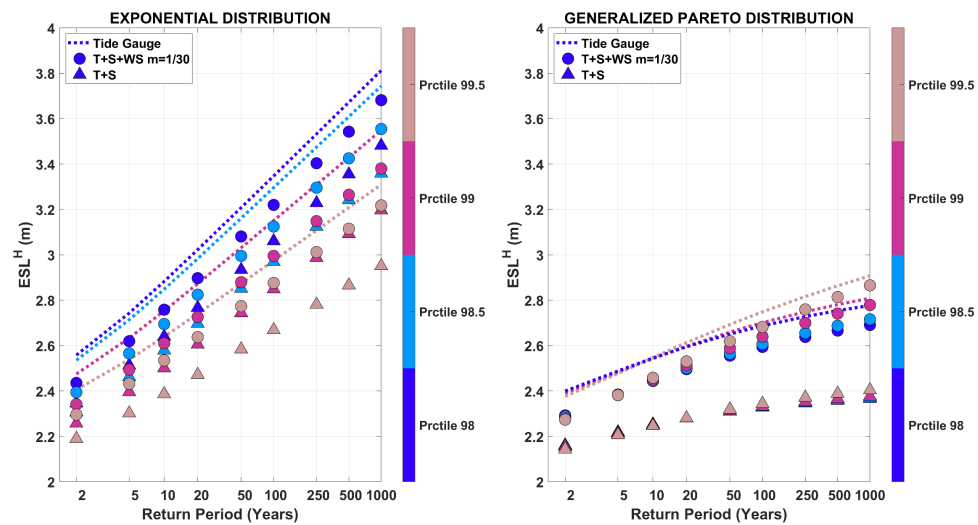 EXPONENTIAL DISTRIBUTION
4
3.8
3.6
3.4
3.2
3
2.8
2.6
2.4
2.2
2
ESL^H (m)
Tide Gauge
T+S+WS m=1/30
T+S
2 5 10 20 50 100 250 500 1000
Return Period (Years)
Prctile 99.5
Prctile 99
Prctile 98.5
Prctile 98
GENERALIZED PARETO DISTRIBUTION
4
3.8
3.6
3.4
3.2
3
2.8
2.6
2.4
2.2
2
ESL^H (m)
Tide Gauge
T+S+WS m=1/30
T+S
2 5 10 20 50 100 250 500 1000
Return Period (Years)
Prctile 99.5
Prctile 99
Prctile 98.5
Prctile 98